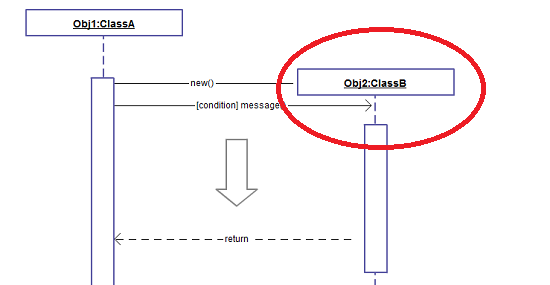 Obj1:ClassA
new()
Obj2:ClassB
[condition] message
return